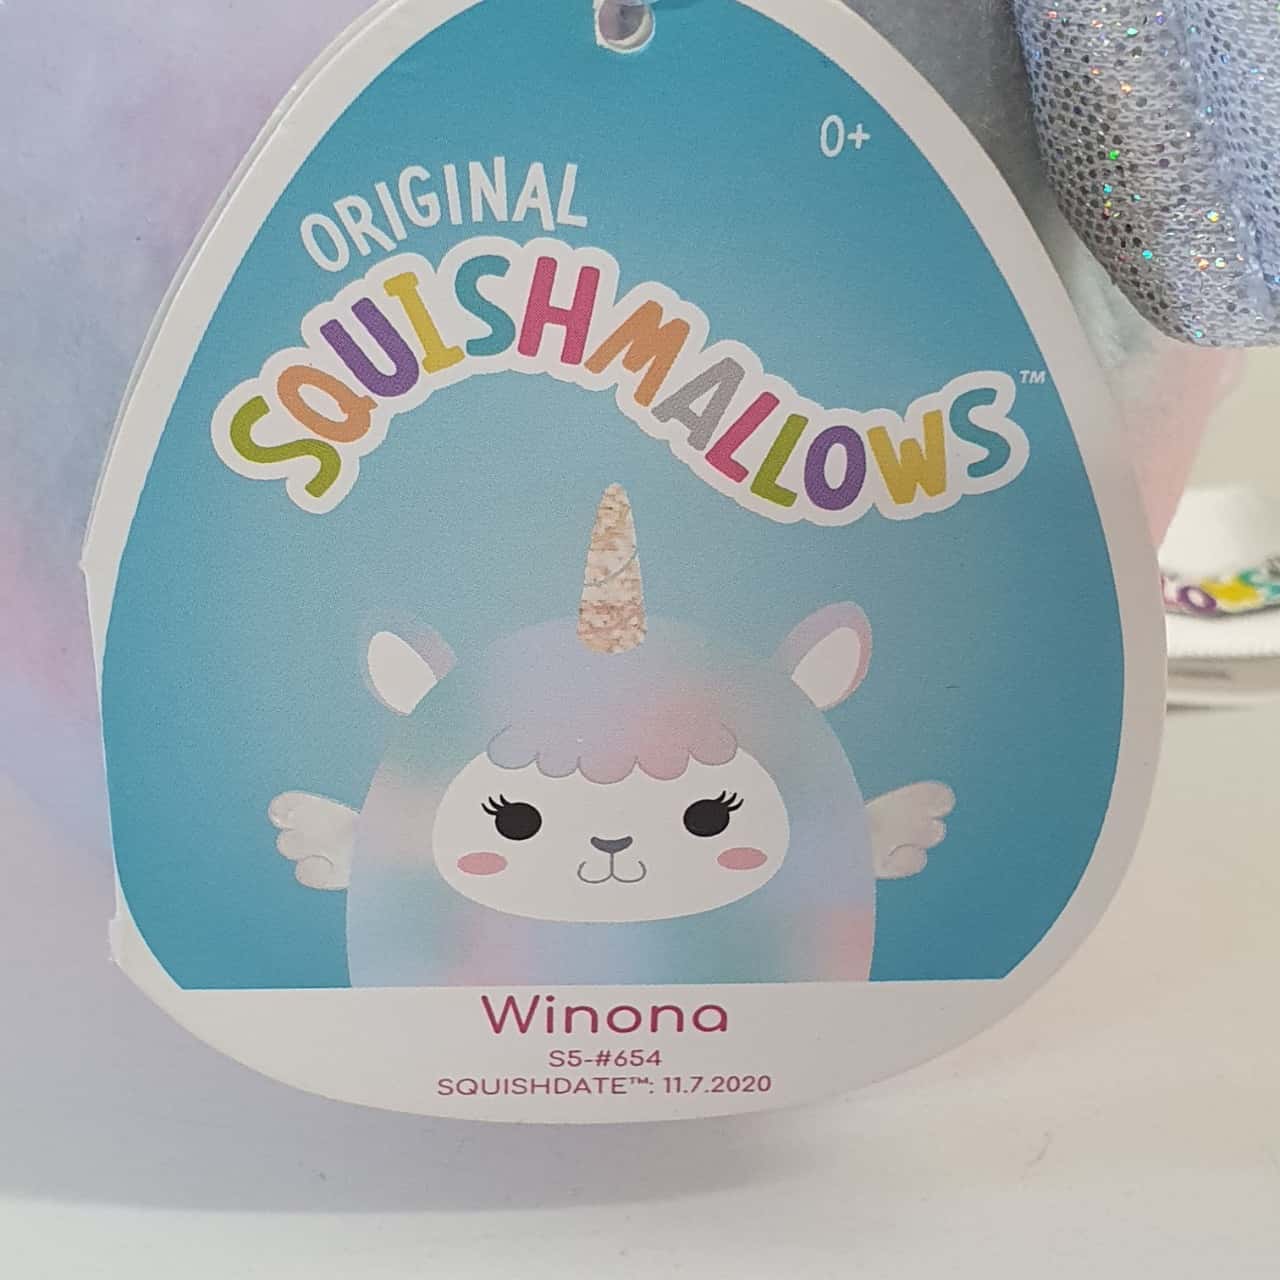 0+
ORIGINAL
SQUISHMALLOWS™
Winona
S5-#654
SQUISHDATE™: 11.7.2020